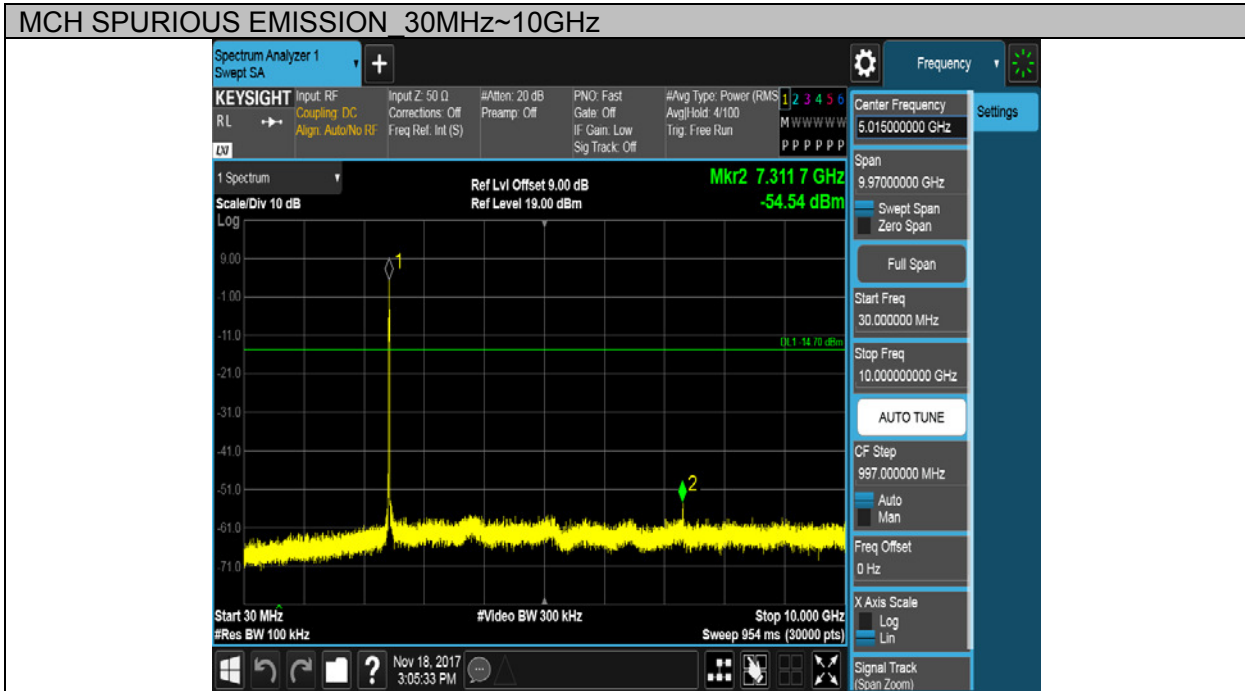 MCH SPURIOUS EMISSION_30MHz~10GHz
Spectrum Analyzer 1
Swept SA
+
Frequency
KEYSIGHT
RL
LXI
Input: RF
Coupling: DC
Align: Auto/No RF
Input Z: 50 Ω
Corrections: Off
Freq Ref: Int (S)
#Atten: 20 dB
Preamp: Off
PNO: Fast
Gate: Off
IF Gain: Low
Sig Track: Off
#Avg Type: Power (RMS
Avg|Hold: 4/100
Trig: Free Run
1 2 3 4 5 6
M W W W W W
P P P P P P
Center Frequency
5.015000000 GHz
Settings
1 Spectrum
Ref Lvl Offset 9.00 dB
Mkr2 7.311 7 GHz
Scale/Div 10 dB
Ref Level 19.00 dBm
-54.54 dBm
Log
9.00
-1.00
-11.0
-21.0
-31.0
-41.0
-51.0
-61.0
-71.0
1
DL1 -14.70 dBm
2
Start 30 MHz
#Video BW 300 kHz
Stop 10.000 GHz
#Res BW 100 kHz
Sweep 954 ms (30000 pts)
Span
9.97000000 GHz
Swept Span
Zero Span
Full Span
Start Freq
30.000000 MHz
Stop Freq
10.000000000 GHz
AUTO TUNE
CF Step
997.000000 MHz
Auto
Man
Freq Offset
0 Hz
X Axis Scale
Log
Lin
Signal Track
(Span Zoom)
?
Nov 18, 2017
3:05:33 PM